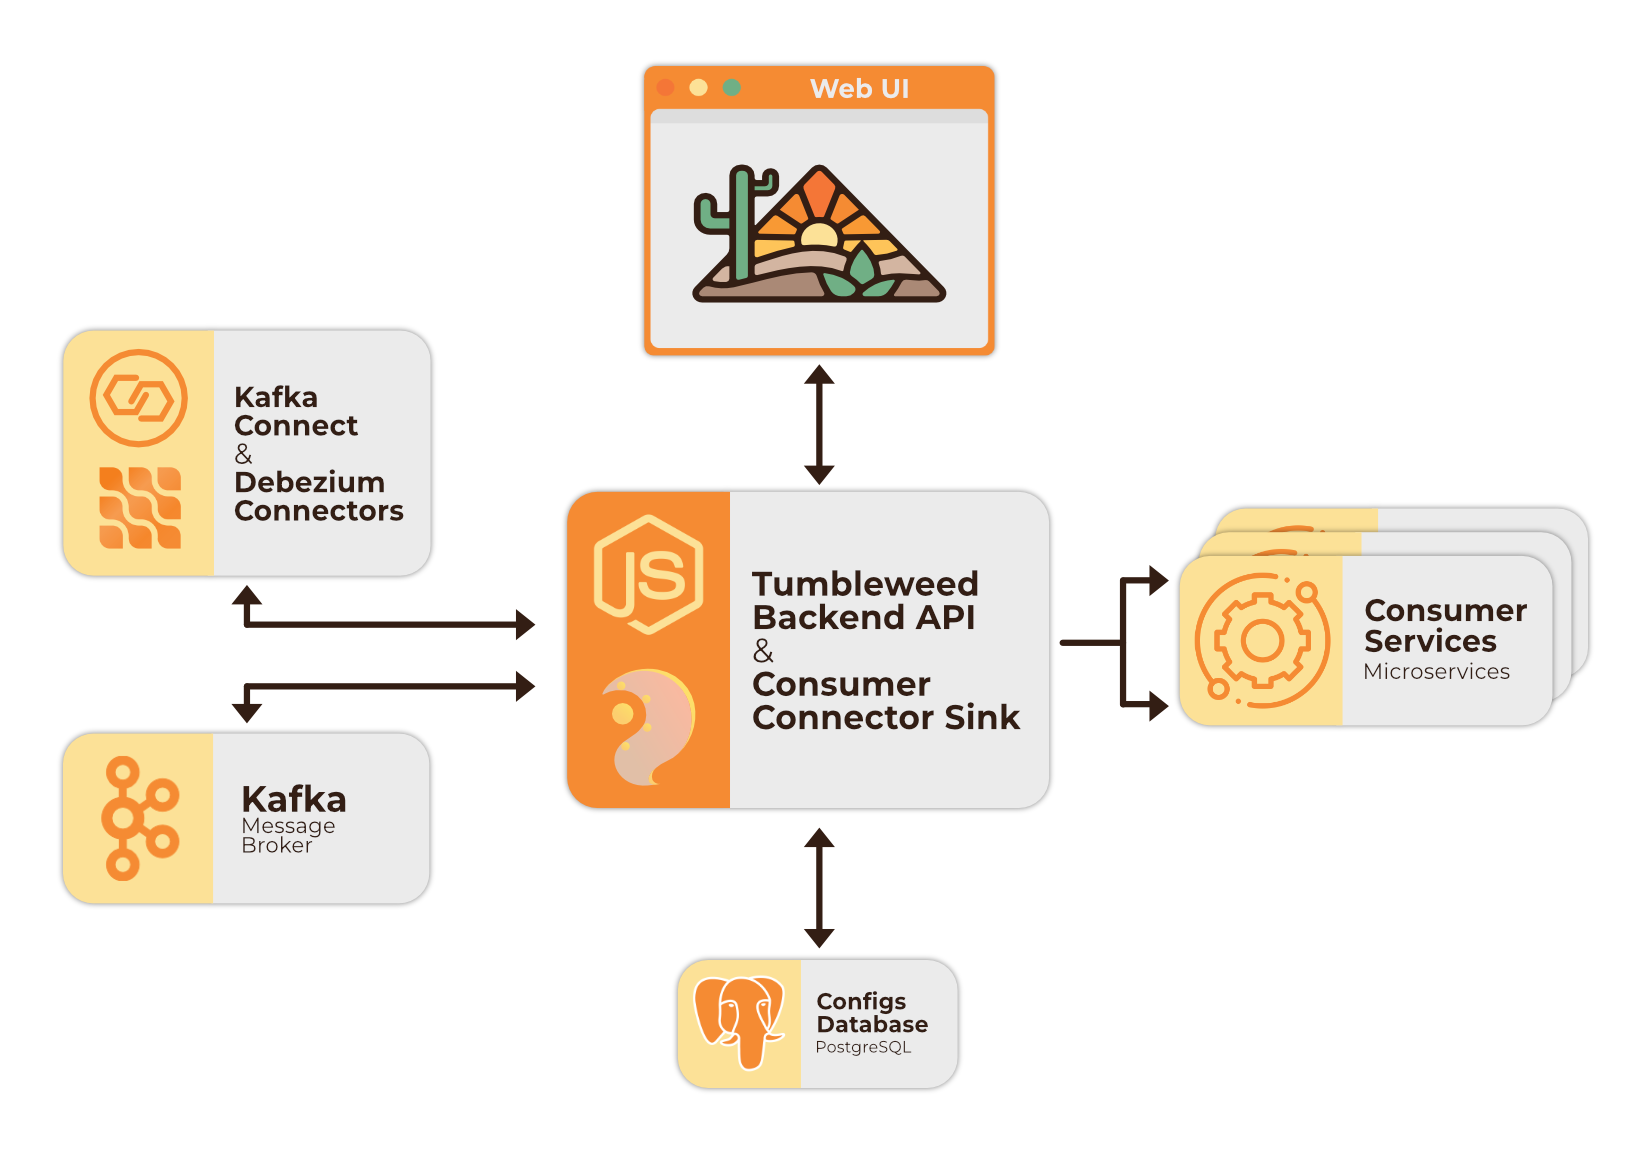 Web UI
Kafka
Connect
&
Debezium
Connectors
Kafka
Message
Broker
JS
Tumbleweed
Backend API
&
Consumer
Connector Sink
Consumer
Services
Microservices
Configs
Database
PostgreSQL